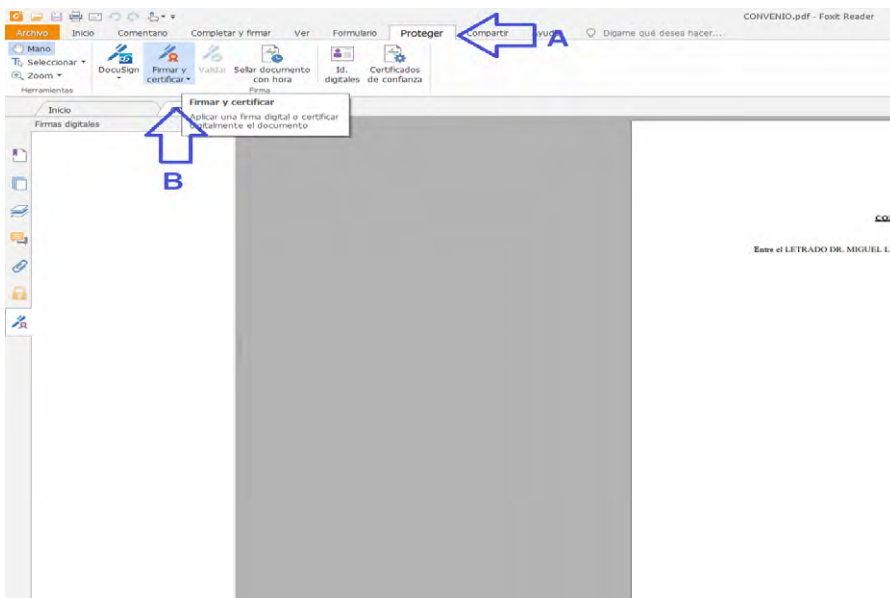 CONVENIO.pdf - Foxit Reader
Archivo Inicio Comentario Completar y firmar Ver Formulario Proteger Compartir Digame qué desea hacer...
A
Mano
Seleccionar
Zoom
Herramientas
DocuSign
Firmar y certificar
Validar
Sellar documento con hora
Id. digitales
Certificados de confianza
Firma
Inicio
Firmar y certificar
Aplicar una firma digital o certificar
digitalmente el documento
Firmas digitales
B
Entre el LETRADO DR. MIGUEL L